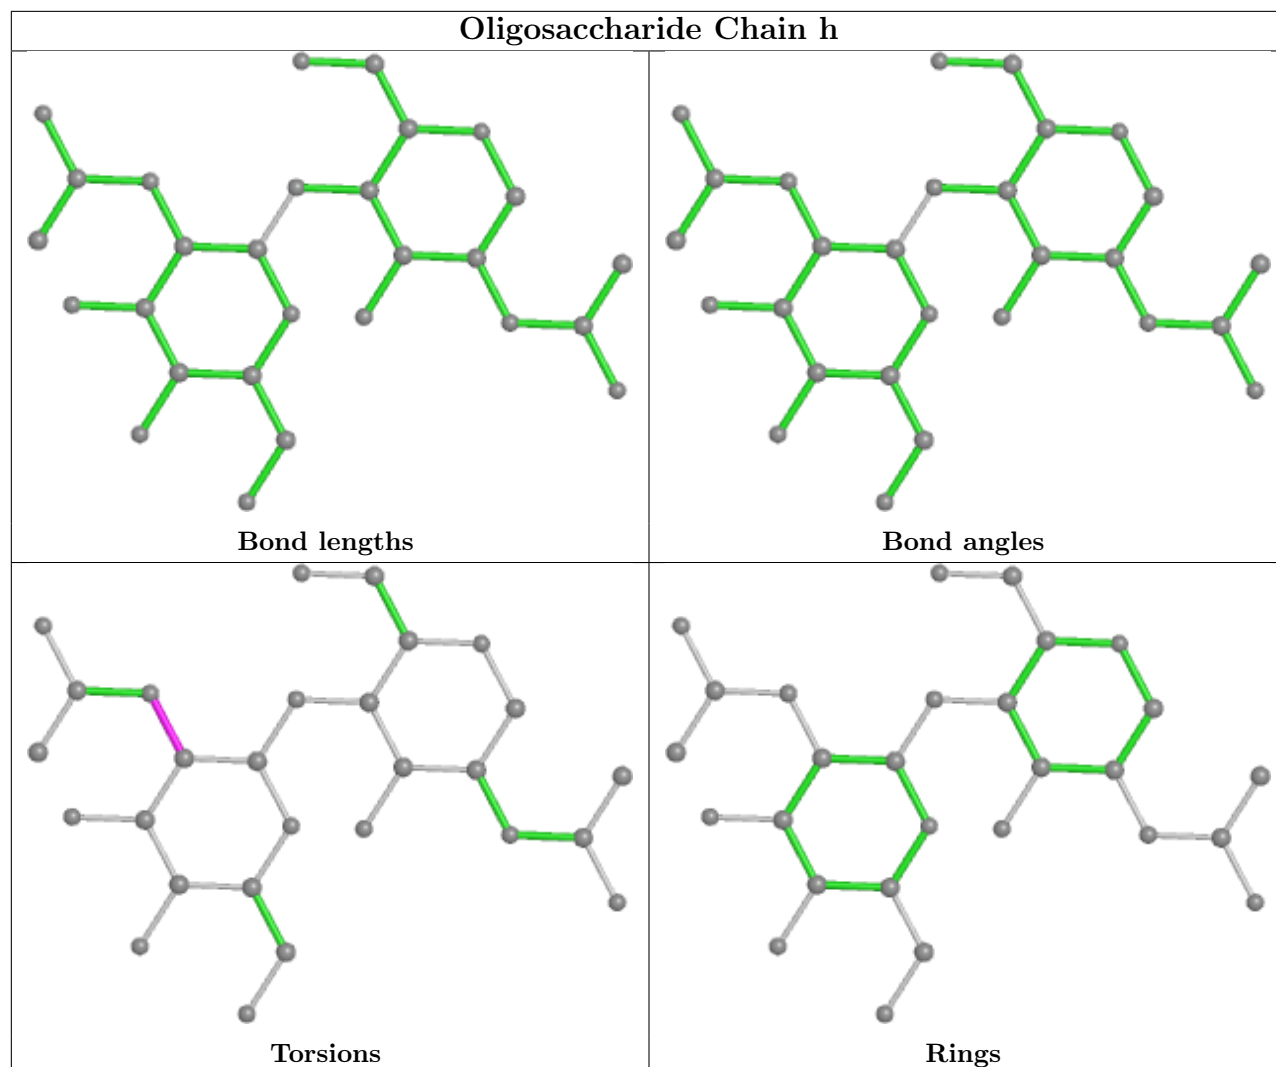 Oligosaccharide Chain h
Bond lengths
Bond angles
Torsions
Rings